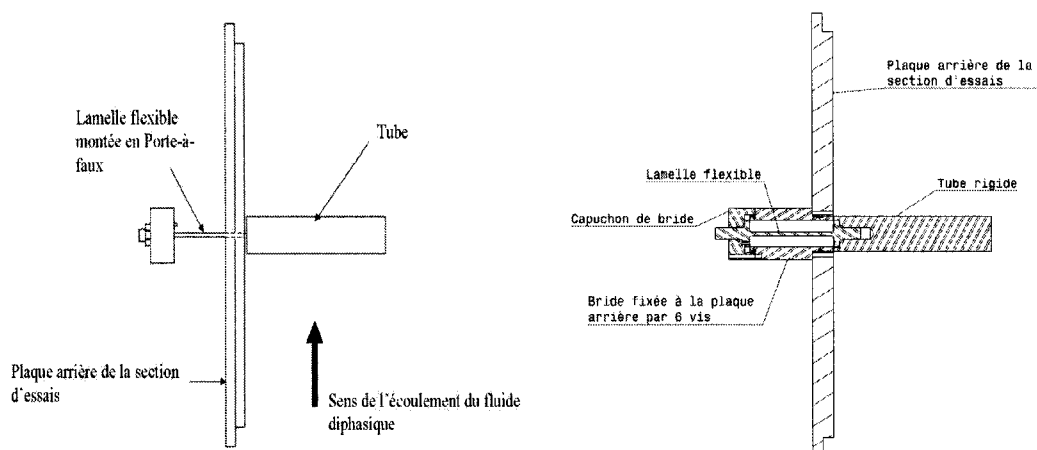 Lamelle flexible
montée en Porte-à-
faux
Tube
Plaque arrière de la section
d'essais
Sens de l'écoulement du fluide
diphasique
Plaque arrière de la
section d'essais
Lamelle flexible
Tube rigide
Capuchon de bride
Bride fixée à la plaque
arrière par 6 vis